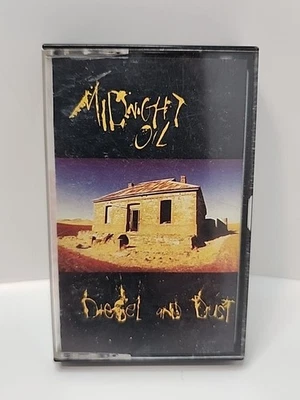 MIDNIGHT
OIL
DIESEL AND DUST